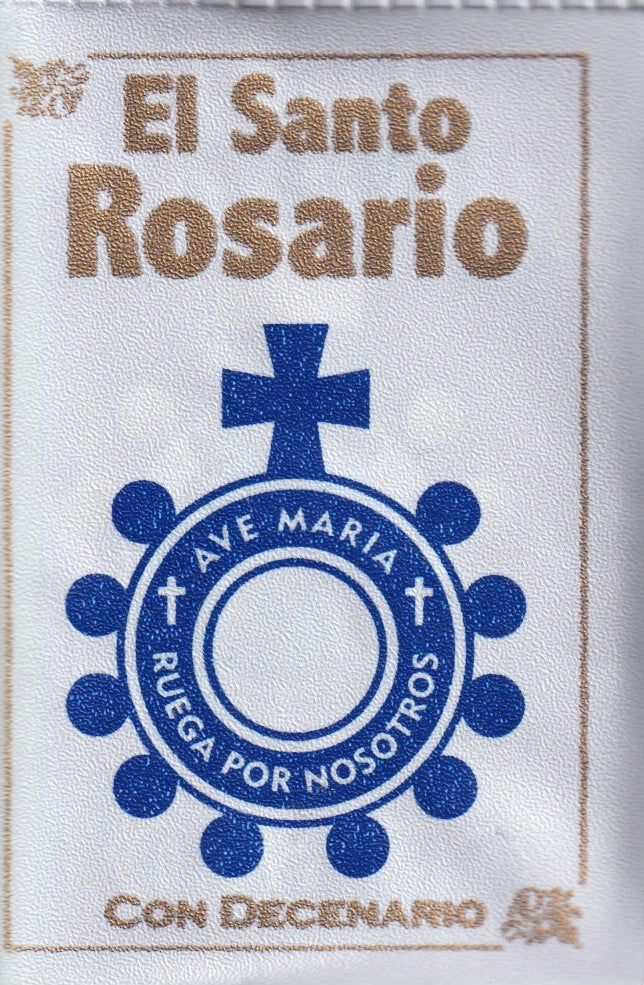 El Santo
Rosario
AVE MARIA
RUEGA POR NOSOTROS
CON DECENARIO